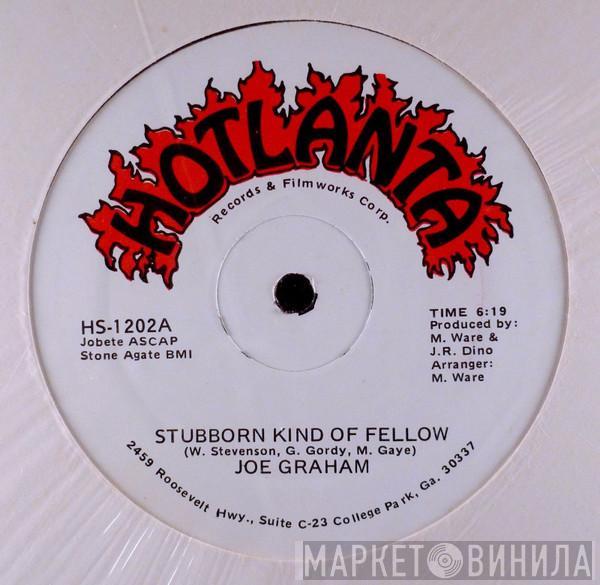 HOTLANTA
Records & Filmworks Corp.
HS-1202A
Jobete ASCAP
Stone Agate BMI
TIME 6:19
Produced by:
M. Ware &
J.R. Dino
Arranger:
M. Ware
STUBBORN KIND OF FELLOW
(W. Stevenson, G. Gordy, M. Gaye)
JOE GRAHAM
2459 Roosevelt Hwy., Suite C-23 College Park, Ga. 30337
МАРКЕТ ВИНИЛА